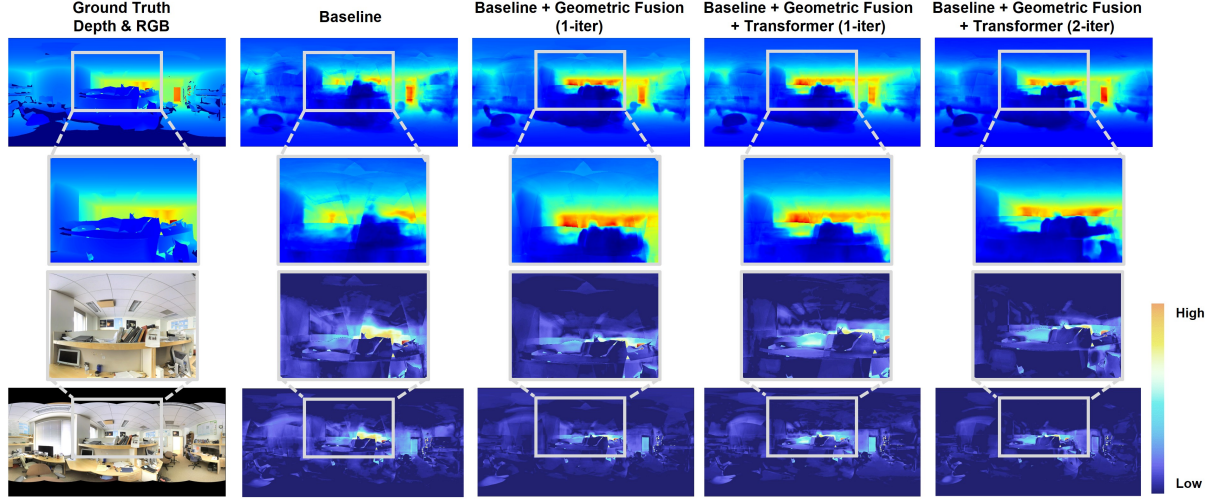 Ground Truth
Depth & RGB
Baseline
Baseline + Geometric Fusion
(1-iter)
Baseline + Geometric Fusion
+ Transformer (1-iter)
Baseline + Geometric Fusion
+ Transformer (2-iter)
High
Low